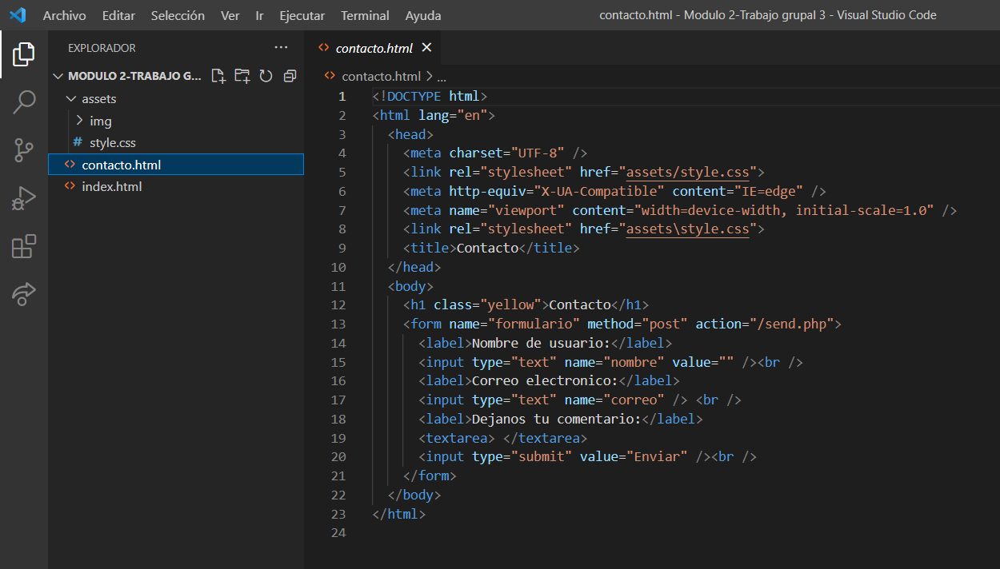 Archivo Editar Selección Ver Ir Ejecutar Terminal Ayuda contacto.html - Modulo 2-Trabajo grupal 3 - Visual Studio Code
EXPLORADOR ...
MODULO 2-TRABAJO G...
assets
img
# style.css
<> contacto.html
<> index.html
<> contacto.html
<> contacto.html > ...
1 <!DOCTYPE html>
2 <html lang="en">
3 <head>
4 <meta charset="UTF-8" />
5 <link rel="stylesheet" href="assets/style.css">
6 <meta http-equiv="X-UA-Compatible" content="IE=edge" />
7 <meta name="viewport" content="width=device-width, initial-scale=1.0" />
8 <link rel="stylesheet" href="assets\style.css">
9 <title>Contacto</title>
10 </head>
11 <body>
12 <h1 class="yellow">Contacto</h1>
13 <form name="formulario" method="post" action="/send.php">
14 <label>Nombre de usuario:</label>
15 <input type="text" name="nombre" value="" /><br />
16 <label>Correo electronico:</label>
17 <input type="text" name="correo" /> <br />
18 <label>Dejanos tu comentario:</label>
19 <textarea> </textarea>
20 <input type="submit" value="Enviar" /><br />
21 </form>
22 </body>
23 </html>
24